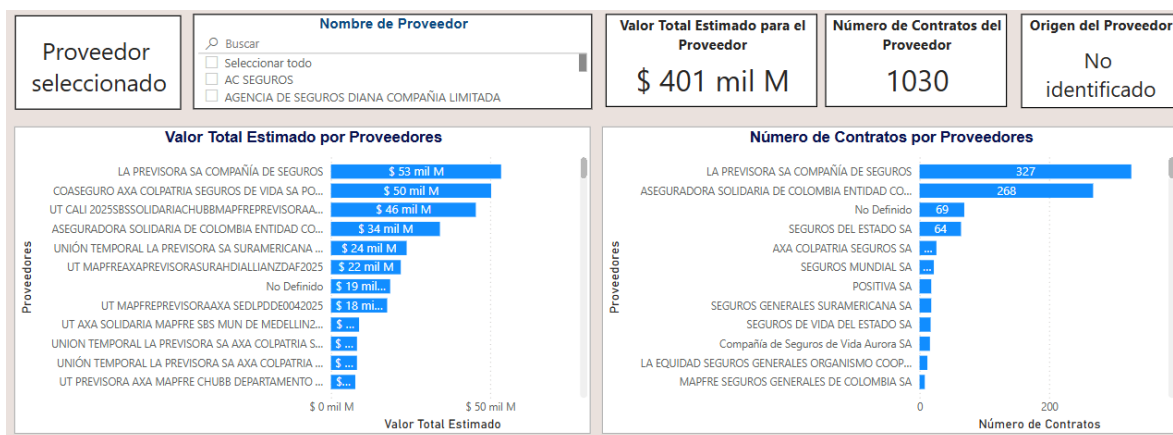 Proveedor
seleccionado
Nombre de Proveedor
Buscar
Seleccionar todo
AC SEGUROS
AGENCIA DE SEGUROS DIANA COMPAÑIA LIMITADA
Valor Total Estimado para el
Proveedor
$ 401 mil M
Número de Contratos del
Proveedor
1030
Origen del Proveedor
No
identificado
Valor Total Estimado por Proveedores
Proveedores
LA PREVISORA SA COMPAÑÍA DE SEGUROS $ 53 mil M
COASEGURO AXA COLPATRIA SEGUROS DE VIDA SA PO... $ 50 mil M
UT CALI 2025SBSSOLIDARIACHUBBMAPFREPREVISORAA... $ 46 mil M
ASEGURADORA SOLIDARIA DE COLOMBIA ENTIDAD CO... $ 34 mil M
UNIÓN TEMPORAL LA PREVISORA SA SURAMERICANA ... $ 24 mil M
UT MAPFREAXAPREVISORASURAHDIALLIANZDAF2025 $ 22 mil M
No Definido $ 19 mil...
UT MAPFREPREVISORAAXA SEDLPDDE0042025 $ 18 mi...
UT AXA SOLIDARIA MAPFRE SBS MUN DE MEDELLIN2... $ ...
UNION TEMPORAL LA PREVISORA SA AXA COLPATRIA S... $ ...
UNIÓN TEMPORAL LA PREVISORA SA AXA COLPATRIA ... $ ...
UT PREVISORA AXA MAPFRE CHUBB DEPARTAMENTO ... $...
$ 0 mil M $ 50 mil M
Valor Total Estimado
Número de Contratos por Proveedores
Proveedores
LA PREVISORA SA COMPAÑÍA DE SEGUROS 327
ASEGURADORA SOLIDARIA DE COLOMBIA ENTIDAD CO... 268
No Definido 69
SEGUROS DEL ESTADO SA 64
AXA COLPATRIA SEGUROS SA ...
SEGUROS MUNDIAL SA ...
POSITIVA SA
SEGUROS GENERALES SURAMERICANA SA
SEGUROS DE VIDA DEL ESTADO SA
Compañía de Seguros de Vida Aurora SA
LA EQUIDAD SEGUROS GENERALES ORGANISMO COOP...
MAPFRE SEGUROS GENERALES DE COLOMBIA SA
0 200
Número de Contratos